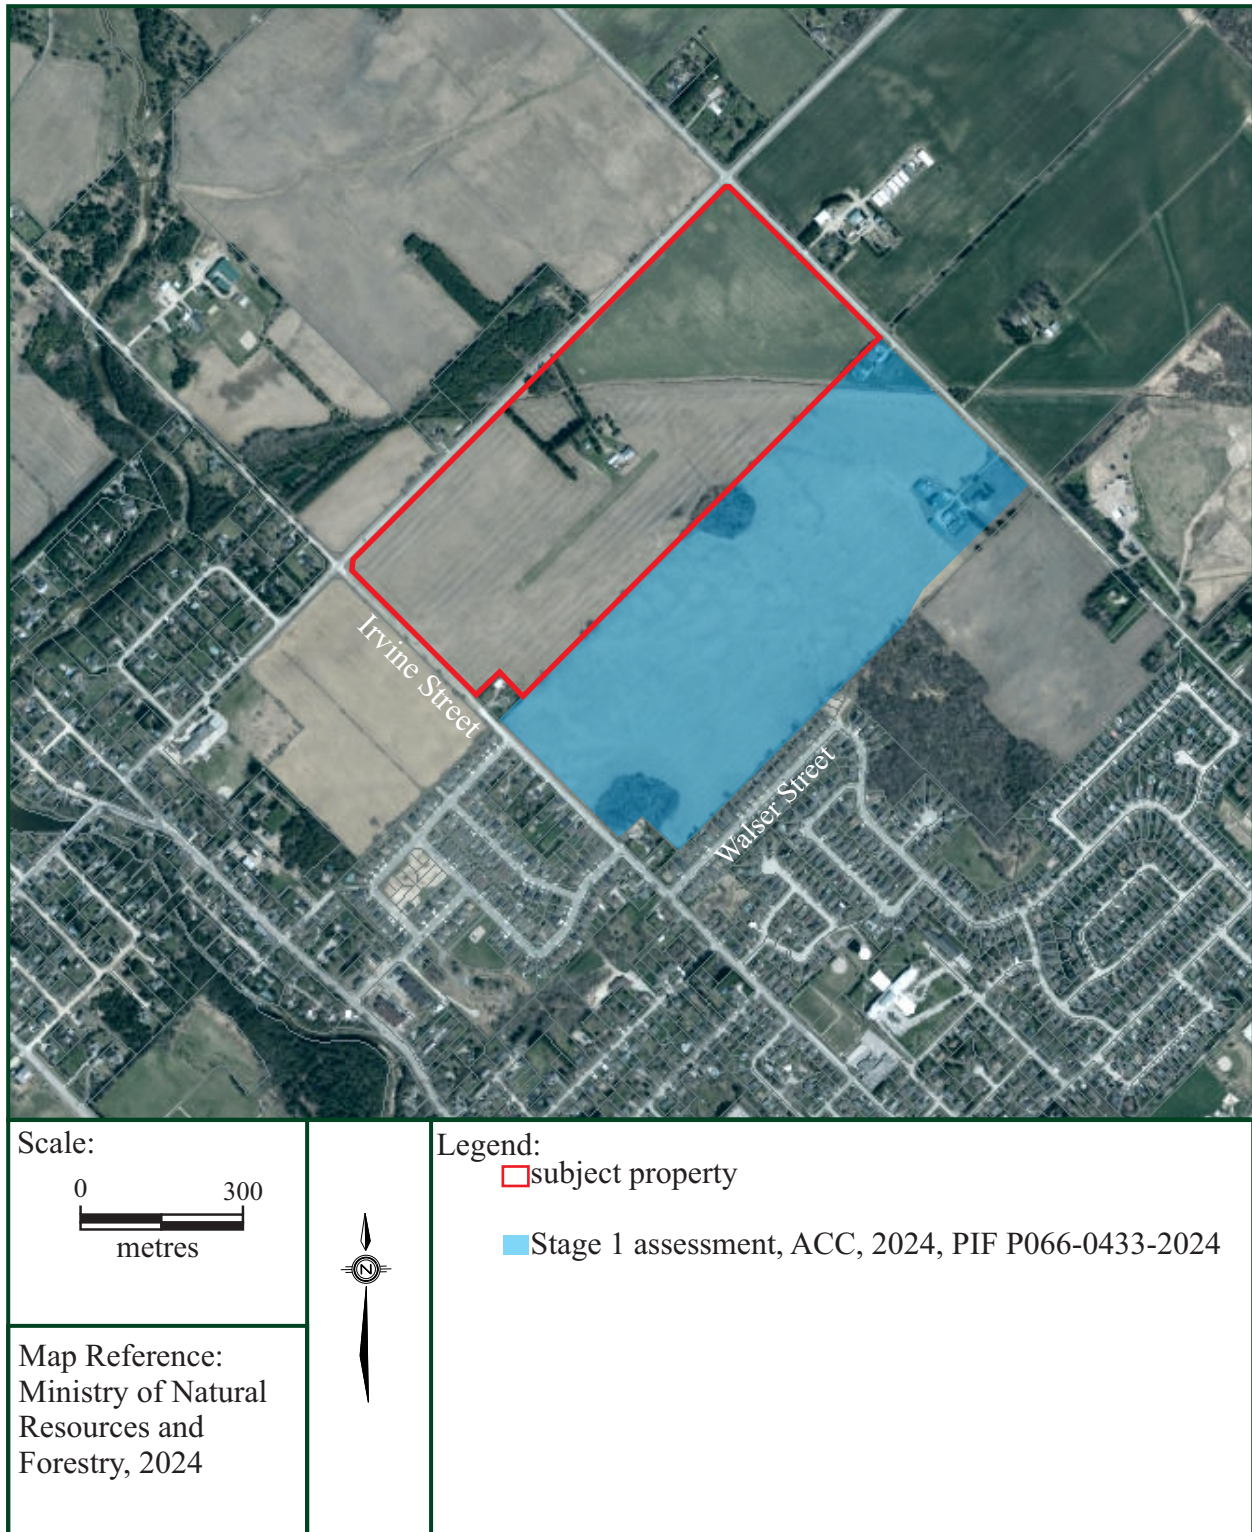 Irvine Street
Walser Street
Scale:
0 300
metres
Map Reference:
Ministry of Natural
Resources and
Forestry, 2024
N
Legend:
subject property
Stage 1 assessment, ACC, 2024, PIF P066-0433-2024